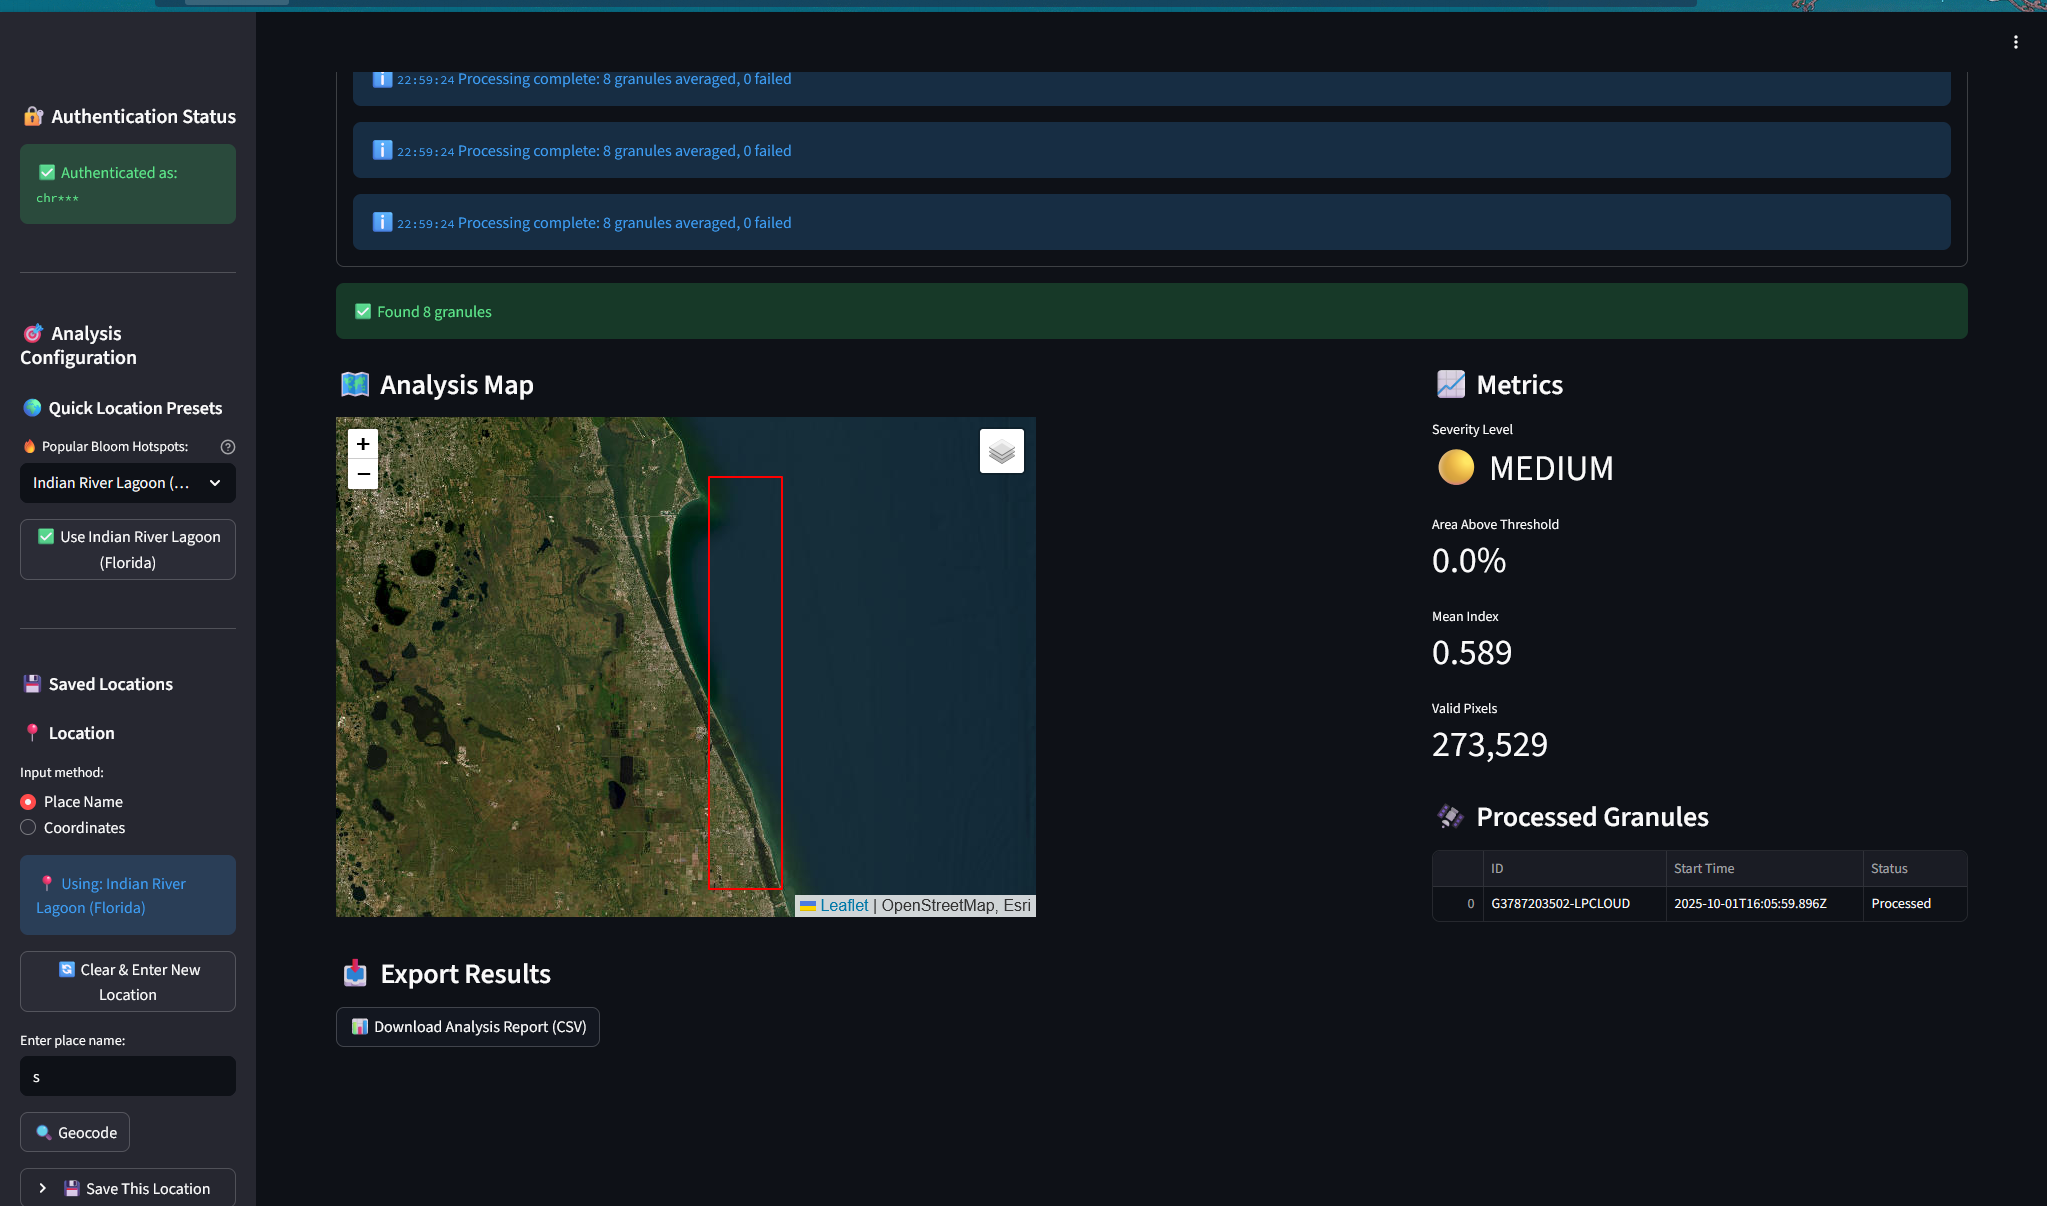 Authentication Status
Authenticated as:
chr***
Analysis
Configuration
Quick Location Presets
Popular Bloom Hotspots:
Indian River Lagoon (...
Use Indian River Lagoon
(Florida)
Saved Locations
Location
Input method:
Place Name
Coordinates
Using: Indian River
Lagoon (Florida)
Clear & Enter New
Location
Enter place name:
s
Geocode
Save This Location
22:59:24 Processing complete: 8 granules averaged, 0 failed
22:59:24 Processing complete: 8 granules averaged, 0 failed
22:59:24 Processing complete: 8 granules averaged, 0 failed
Found 8 granules
Analysis Map
+
−
Leaflet | OpenStreetMap, Esri
Export Results
Download Analysis Report (CSV)
Metrics
Severity Level
MEDIUM
Area Above Threshold
0.0%
Mean Index
0.589
Valid Pixels
273,529
Processed Granules
ID Start Time Status
0 G3787203502-LPCLOUD 2025-10-01T16:05:59.896Z Processed